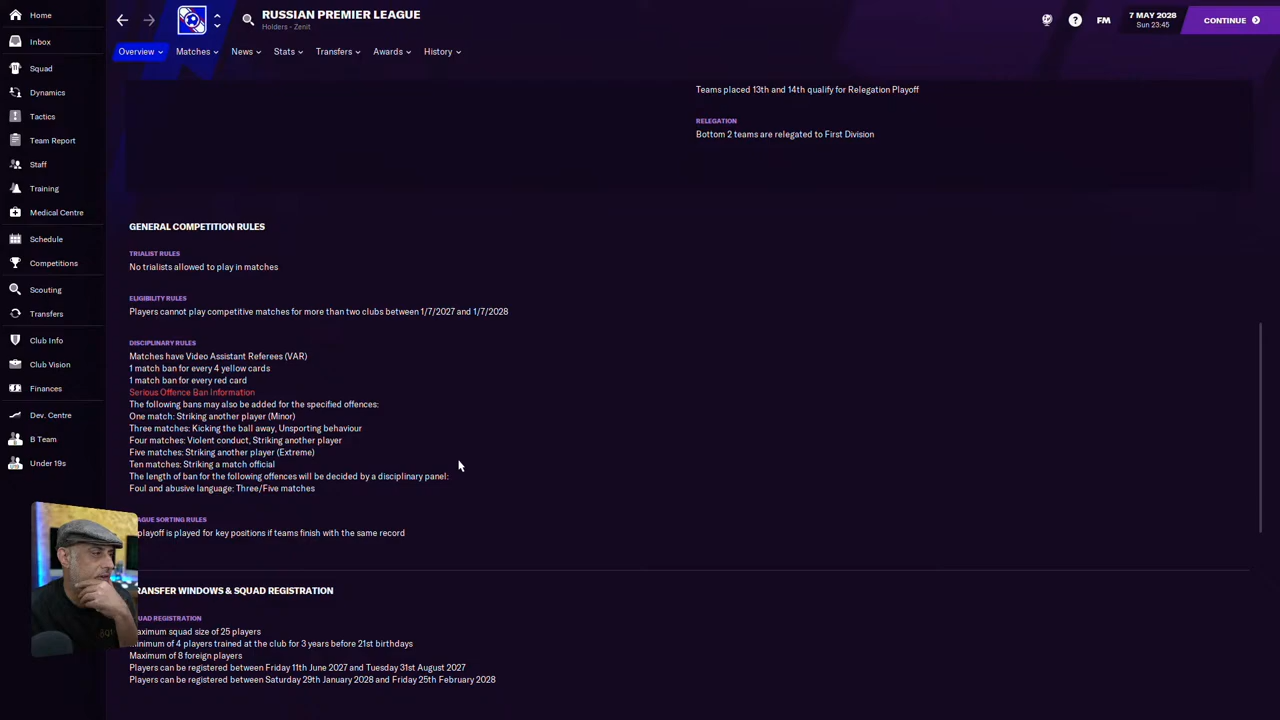 Home
RUSSIAN PREMIER LEAGUE
Holders - Zenit
FM
7 MAY 2028
Sun 23:45
CONTINUE
Inbox
Overview
Matches
News
Stats
Transfers
Awards
History
Squad
Dynamics
Tactics
Team Report
Staff
Training
Medical Centre
Schedule
Competitions
Scouting
Transfers
Club Info
Club Vision
Finances
Dev. Centre
B Team
Under 19s
Teams placed 13th and 14th qualify for Relegation Playoff
RELEGATION
Bottom 2 teams are relegated to First Division
GENERAL COMPETITION RULES
TRIALIST RULES
No trialists allowed to play in matches
ELIGIBILITY RULES
Players cannot play competitive matches for more than two clubs between 1/7/2027 and 1/7/2028
DISCIPLINARY RULES
Matches have Video Assistant Referees (VAR)
1 match ban for every 4 yellow cards
1 match ban for every red card
Serious Offence Ban Information
The following bans may also be added for the specified offences:
One match: Striking another player (Minor)
Three matches: Kicking the ball away, Unsporting behaviour
Four matches: Violent conduct, Striking another player
Five matches: Striking another player (Extreme)
Ten matches: Striking a match official
The length of ban for the following offences will be decided by a disciplinary panel:
Foul and abusive language: Three/Five matches
AGUE SORTING RULES
playoff is played for key positions if teams finish with the same record
RANSFER WINDOWS & SQUAD REGISTRATION
UAD REGISTRATION
aximum squad size of 25 players
inimum of 4 players trained at the club for 3 years before 21st birthdays
Maximum of 8 foreign players
Players can be registered between Friday 11th June 2027 and Tuesday 31st August 2027
Players can be registered between Saturday 29th January 2028 and Friday 25th February 2028